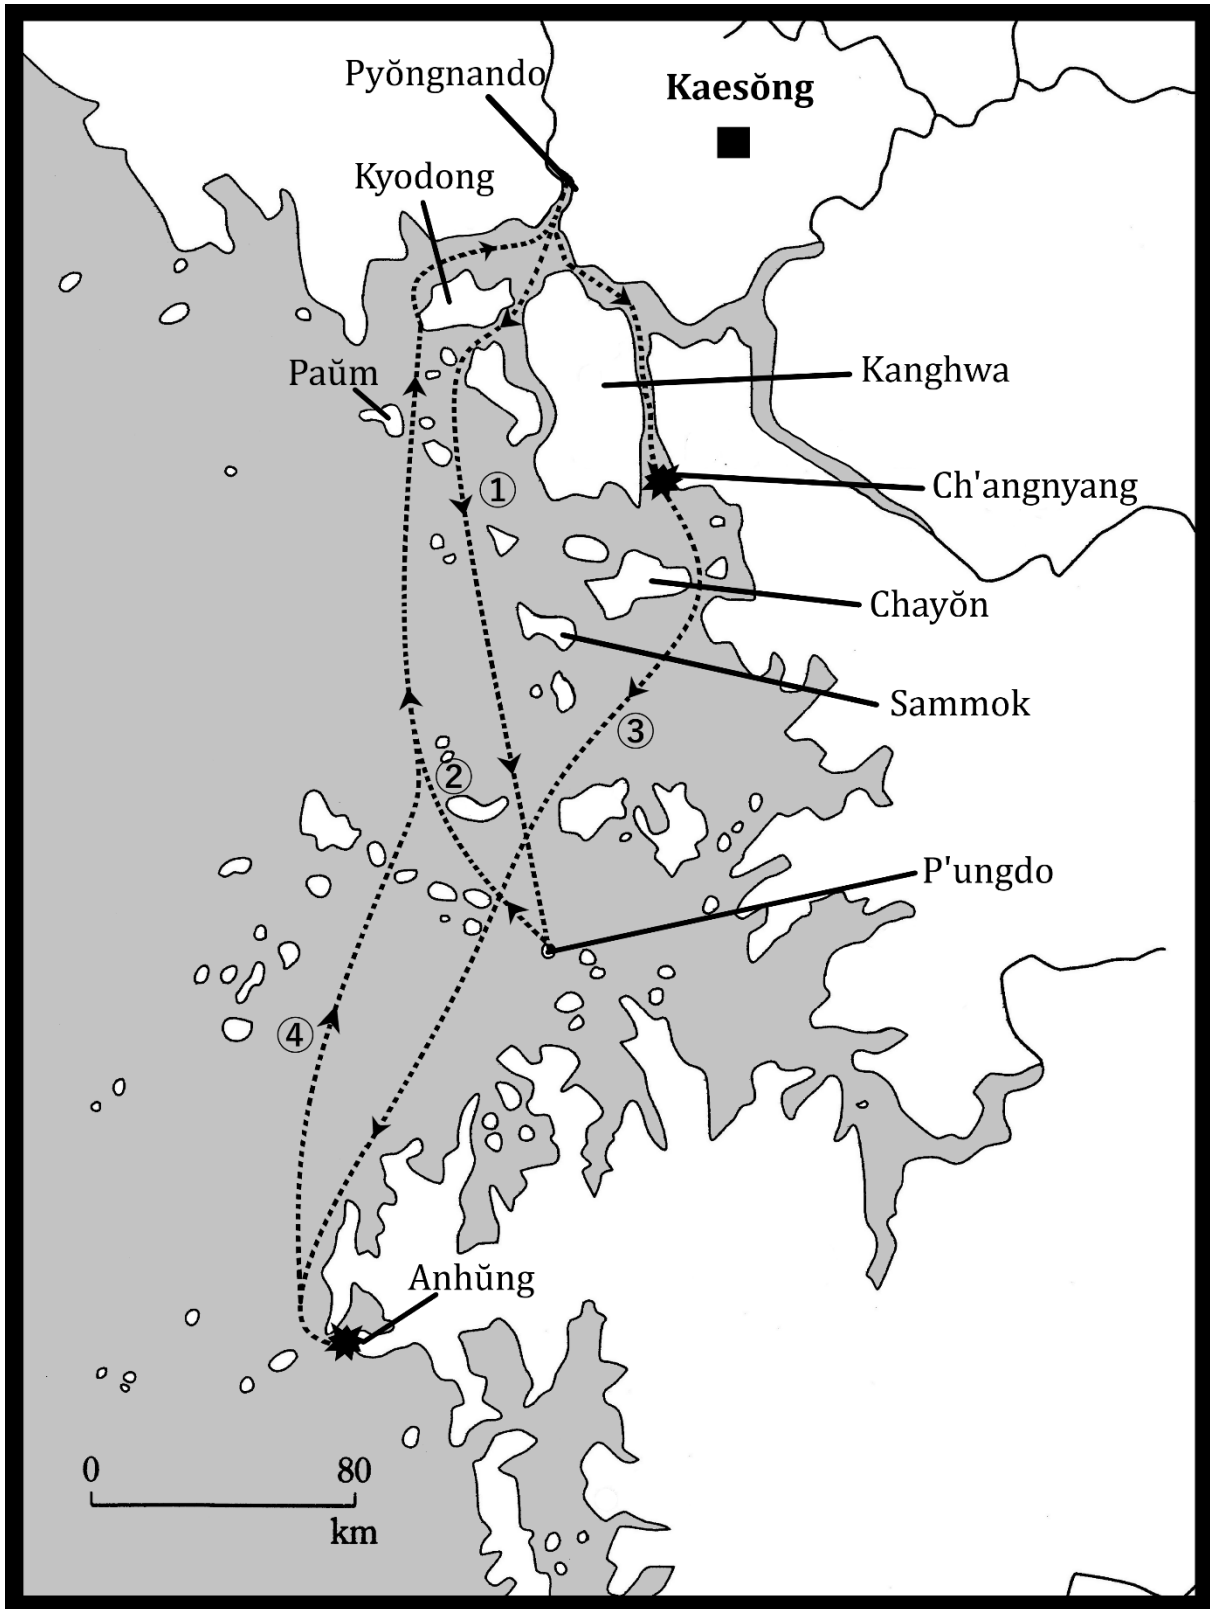 Pyŏngnando
Kaesŏng
Kyodong
Paŭm
Kanghwa
①
Ch'angnyang
Chayŏn
Sammok
③
②
P'ungdo
④
Anhŭng
0 80
km